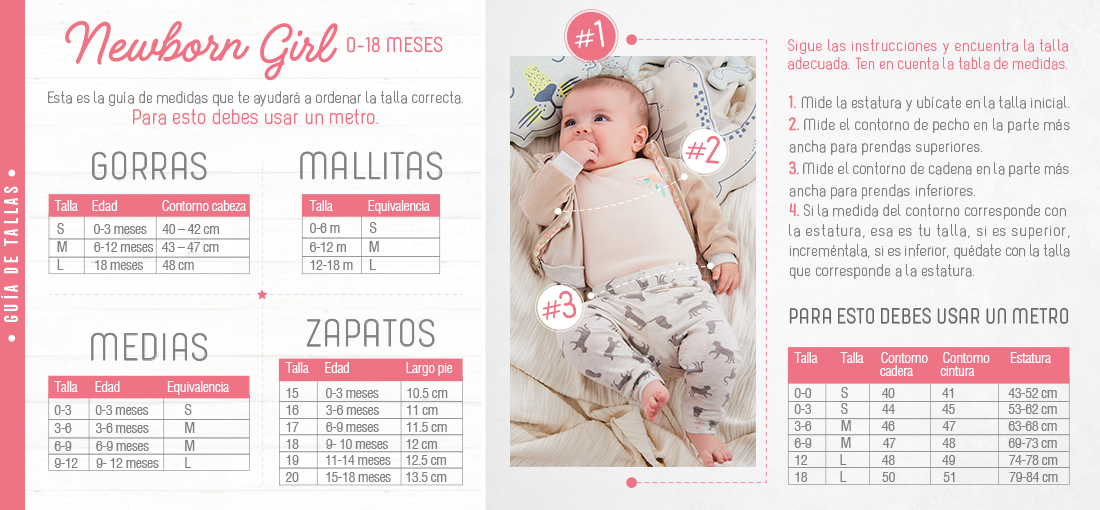 • GUÍA DE TALLAS •
Newborn Girl 0-18 MESES
Esta es la guía de medidas que te ayudará a ordenar la talla correcta.
Para esto debes usar un metro.
GORRAS
Talla Edad Contorno cabeza
S 0-3 meses 40 – 42 cm
M 6-12 meses 43 – 47 cm
L 18 meses 48 cm
MALLITAS
Talla Equivalencia
0-6 m S
6-12 m M
12-18 m L
MEDIAS
Talla Edad Equivalencia
0-3 0-3 meses S
3-6 3-6 meses M
6-9 6-9 meses M
9-12 9- 12 meses L
ZAPATOS
Talla Edad Largo pie
15 0-3 meses 10.5 cm
16 3-6 meses 11 cm
17 6-9 meses 11.5 cm
18 9- 10 meses 12 cm
19 11-14 meses 12.5 cm
20 15-18 meses 13.5 cm
#1
#2
#3
Sigue las instrucciones y encuentra la talla
adecuada. Ten en cuenta la tabla de medidas.
1. Mide la estatura y ubícate en la talla inicial.
2. Mide el contorno de pecho en la parte más
ancha para prendas superiores.
3. Mide el contorno de cadena en la parte más
ancha para prendas inferiores.
4. Si la medida del contorno corresponde con
la estatura, esa es tu talla, si es superior,
increméntala, si es inferior, quédate con la talla
que corresponde a la estatura.
PARA ESTO DEBES USAR UN METRO
Talla Talla Contorno cadera Contorno cintura Estatura
0-0 S 40 41 43-52 cm
0-3 S 44 45 53-62 cm
3-6 M 46 47 63-68 cm
6-9 M 47 48 69-73 cm
12 L 48 49 74-78 cm
18 L 50 51 79-84 cm